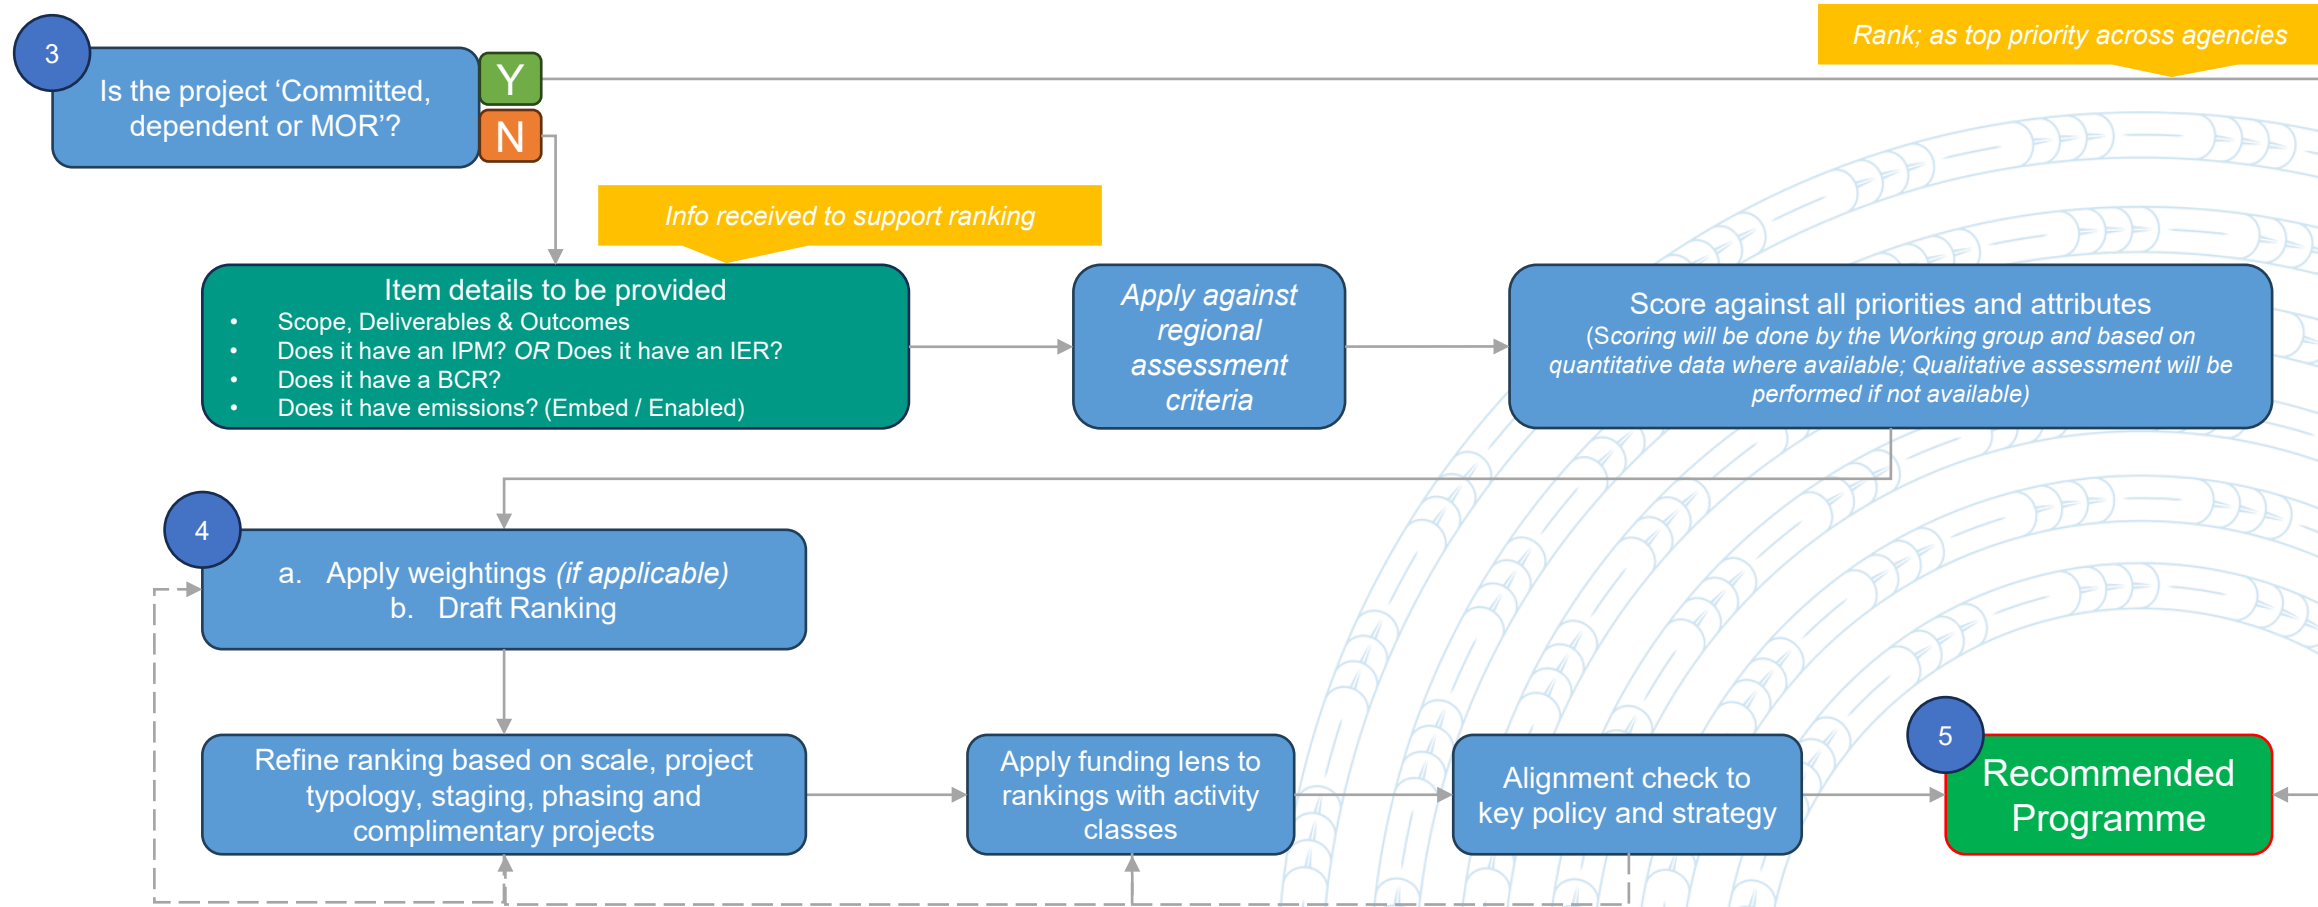 3
Is the project ‘Committed,
dependent or MOR’?
Y
N
Rank; as top priority across agencies
Info received to support ranking
Item details to be provided
• Scope, Deliverables & Outcomes
• Does it have an IPM? OR Does it have an IER?
• Does it have a BCR?
• Does it have emissions? (Embed / Enabled)
Apply against
regional
assessment
criteria
Score against all priorities and attributes
(Scoring will be done by the Working group and based on
quantitative data where available; Qualitative assessment will be
performed if not available)
4
a. Apply weightings (if applicable)
b. Draft Ranking
Refine ranking based on scale, project
typology, staging, phasing and
complimentary projects
Apply funding lens to
rankings with activity
classes
Alignment check to
key policy and strategy
5
Recommended
Programme